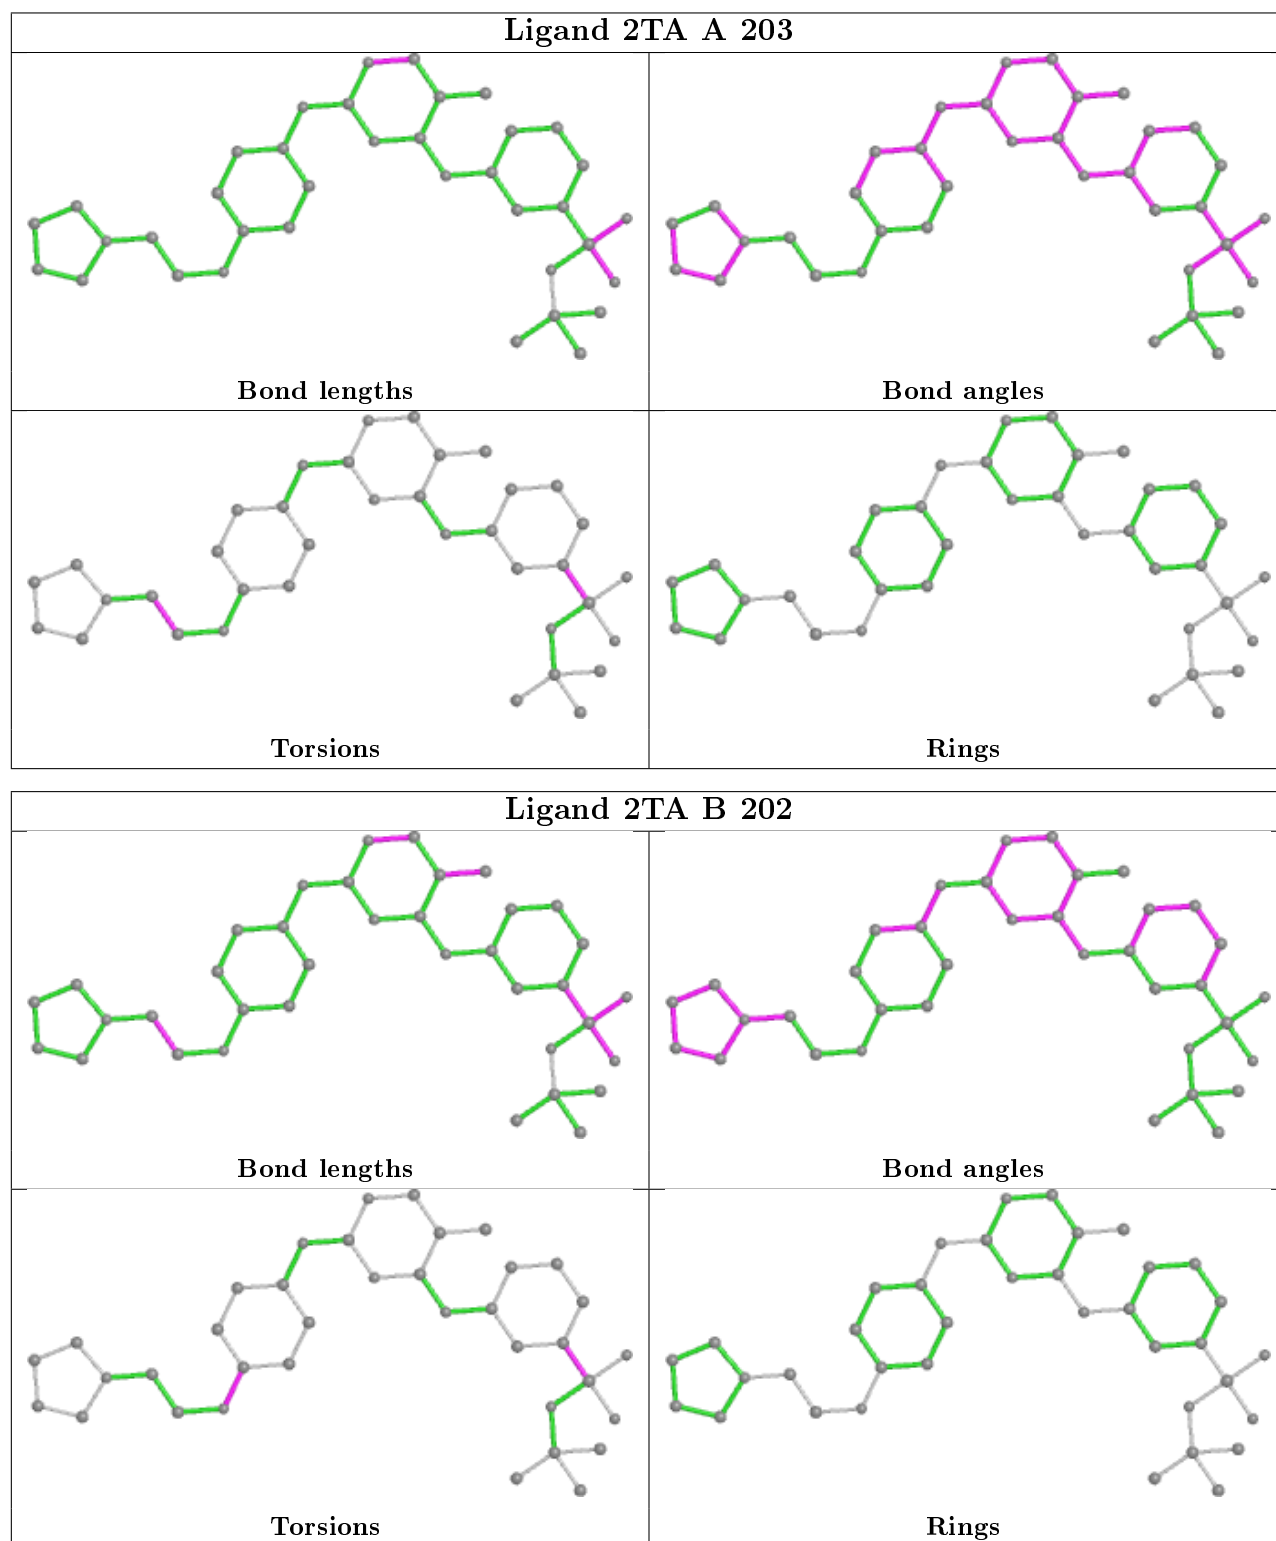 Ligand 2TA A 203
Bond lengths
Bond angles
Torsions
Rings
Ligand 2TA B 202
Bond lengths
Bond angles
Torsions
Rings